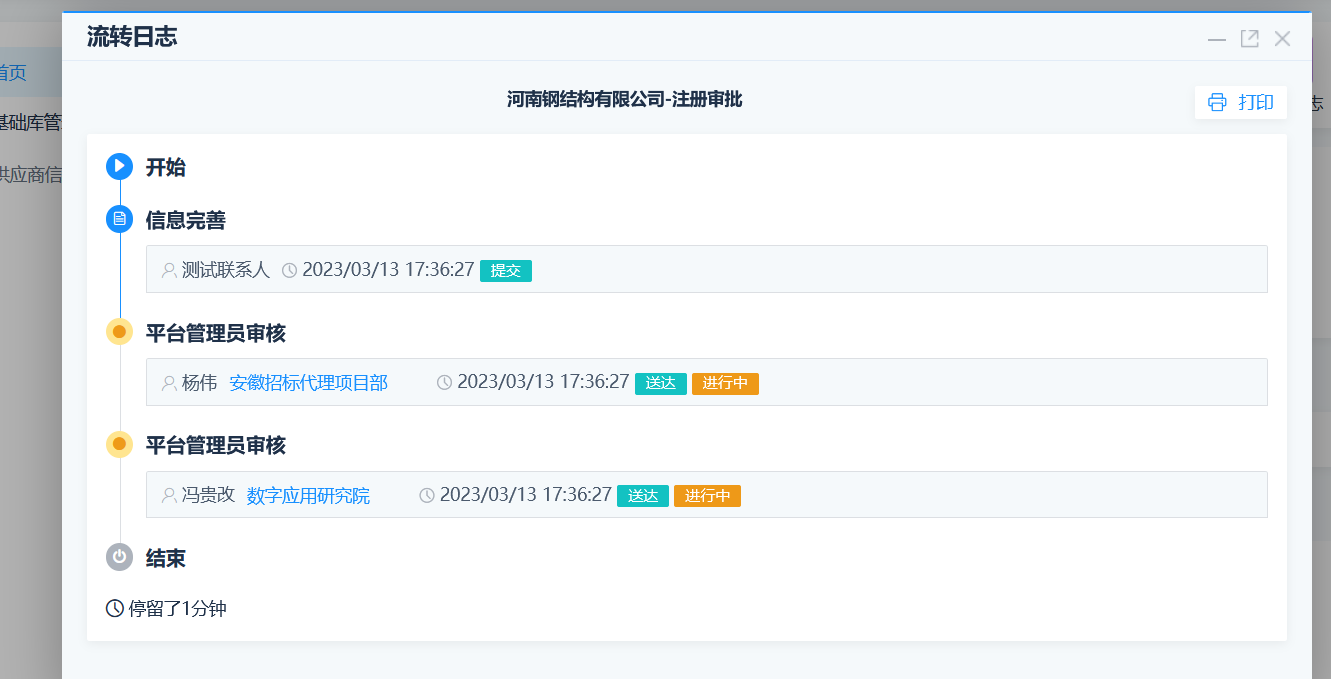 流转日志
首页
基础库管
供应商信
志
河南钢结构有限公司-注册审批
打印
开始
信息完善
测试联系人 2023/03/13 17:36:27 提交
平台管理员审核
杨伟 安徽招标代理项目部 2023/03/13 17:36:27 送达 进行中
平台管理员审核
冯贵改 数字应用研究院 2023/03/13 17:36:27 送达 进行中
结束
停留了1分钟